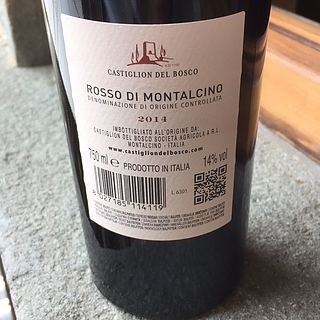 CASTIGLION DEL BOSCO
ROSSO DI MONTALCINO
DENOMINAZIONE DI ORIGINE CONTROLLATA
2014
IMBOTTIGLIATO ALL'ORIGINE DA:
CASTIGLION DEL BOSCO SOCIETÀ AGRICOLA A R.L.
MONTALCINO - ITALIA
www.castigliondelbosco.com
750 ml e PRODOTTO IN ITALIA 14% vol
L.6301
8 027185 114119